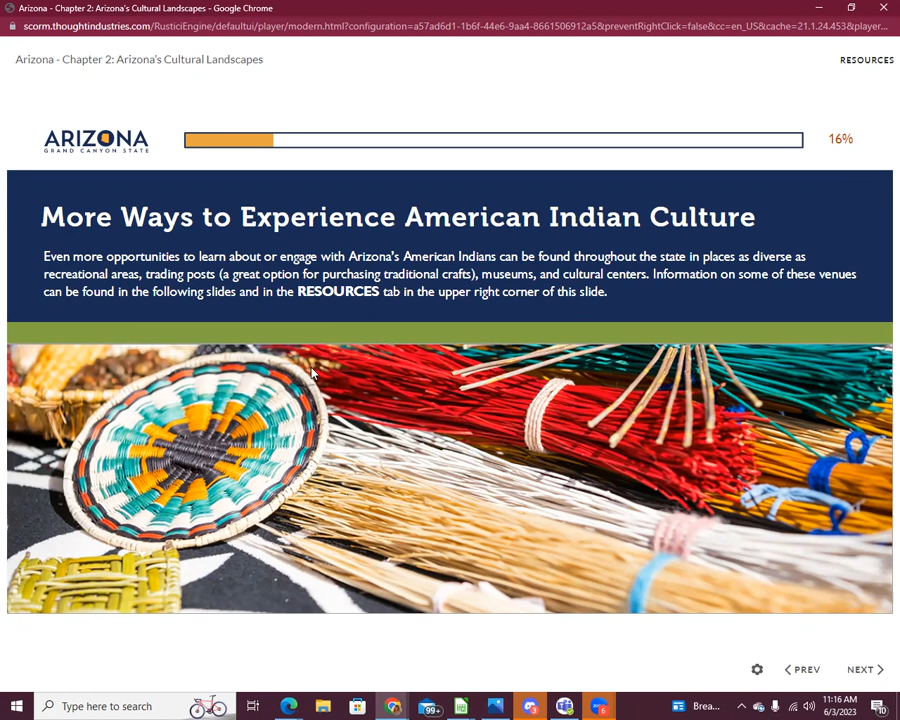 Arizona - Chapter 2: Arizona's Cultural Landscapes - Google Chrome
scorm.thoughtindustries.com/RusticiEngine/defaultui/player/modern.html?configuration=a57ad6d1-1b6f-44e6-9aa4-8661506912a5&preventRightClick=false&cc=en_US&cache=21.1.24.453&player...
Arizona - Chapter 2: Arizona's Cultural Landscapes
RESOURCES
ARIZONA
GRAND CANYON STATE
16%
More Ways to Experience American Indian Culture
Even more opportunities to learn about or engage with Arizona's American Indians can be found throughout the state in places as diverse as
recreational areas, trading posts (a great option for purchasing traditional crafts), museums, and cultural centers. Information on some of these venues
can be found in the following slides and in the RESOURCES tab in the upper right corner of this slide.
PREV
NEXT
Type here to search
99+
3
6
Brea...
11:16 AM
6/3/2023
10